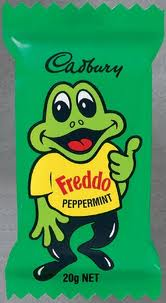 Cadbury
Freddo
PEPPERMINT
20g NET